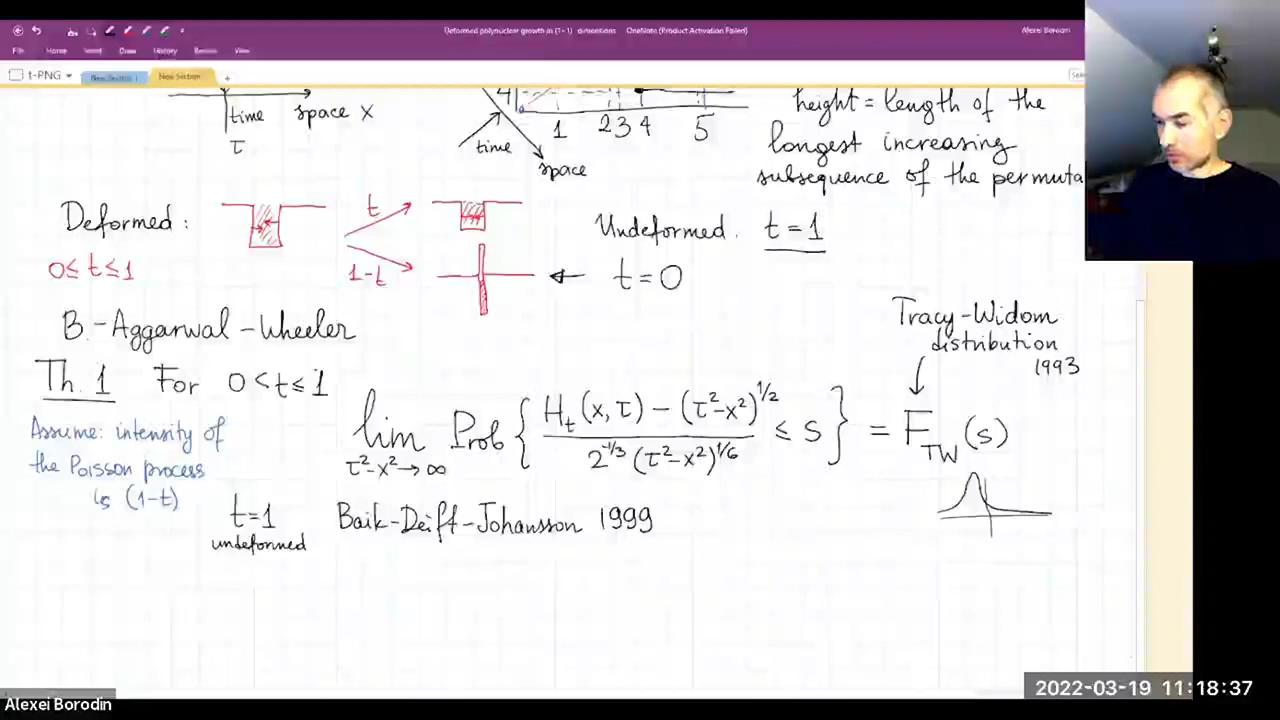 Deformed polynuclear growth in (1+1) dimensions - OneNote (Product Activation Failed)
Alexei Borodin
File Home Insert Draw History Review View
t-PNG
New Section 1
New Section
+
time
τ
space x
4
1 2 3 4 5
time
space
height = length of the
longest increasing
subsequence of the permuta
Deformed:
0≤t≤1
t
1-t
Undeformed. t=1
t=0
B.-Aggarwal-Wheeler
Tracy-Widom
distribution
1993
Th. 1 For 0<t≤1
Assume: intensity of
the Poisson process
is (1-t)
lim τ²-x²→∞ Prob { (H_t(x,τ) - (τ²-x²)^{1/2}) / (2^{-1/3} (τ²-x²)^{1/6}) ≤ s } = F_TW(s)
t=1
undeformed
Baik-Deift-Johansson 1999
Alexei Borodin
2022-03-19 11:18:37